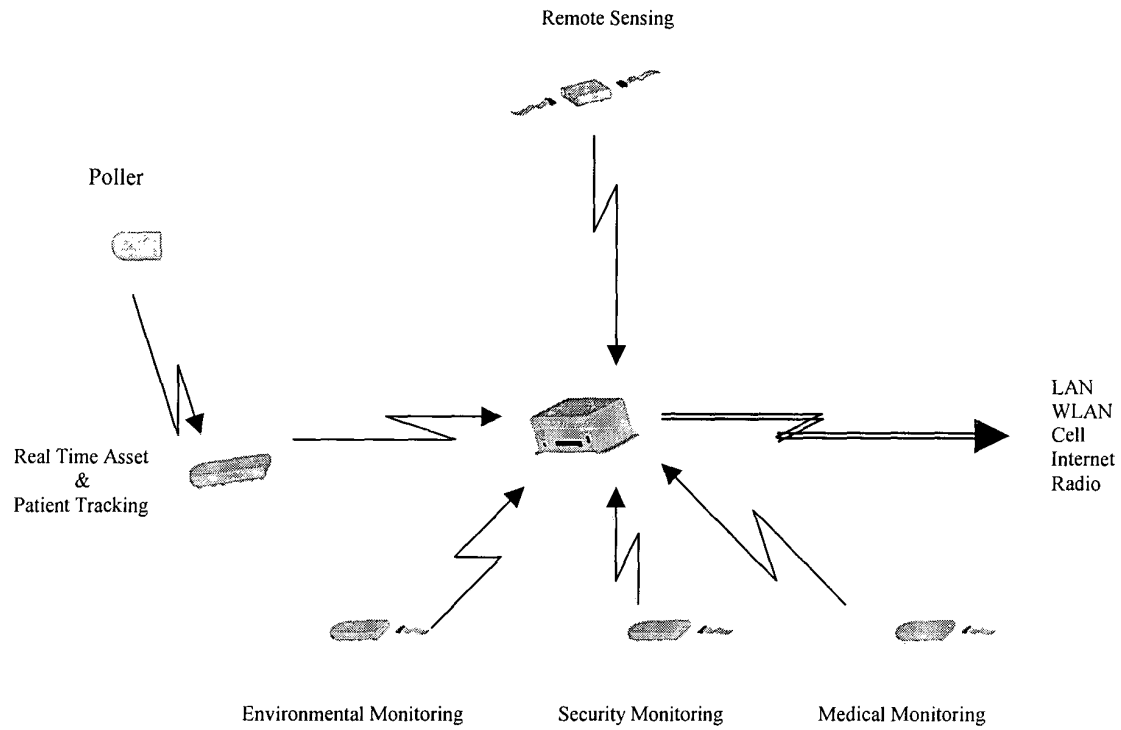 Remote Sensing
Poller
Real Time Asset
&
Patient Tracking
LAN
WLAN
Cell
Internet
Radio
Environmental Monitoring
Security Monitoring
Medical Monitoring